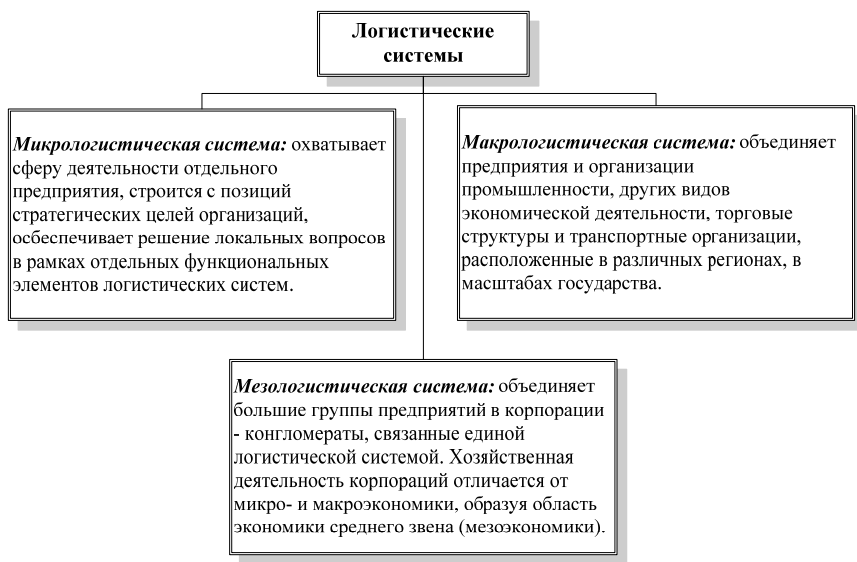 Логистические
системы
Микрологистическая система: охватывает
сферу деятельности отдельного
предприятия, строится с позиций
стратегических целей организаций,
осбеспечивает решение локальных вопросов
в рамках отдельных функциональных
элементов логистических систем.
Макрологистическая система: объединяет
предприятия и организации
промышленности, других видов
экономической деятельности, торговые
структуры и транспортные организации,
расположенные в различных регионах, в
масштабах государства.
Мезологистическая система: объединяет
большие группы предприятий в корпорации
- конгломераты, связанные единой
логистической системой. Хозяйственная
деятельность корпораций отличается от
микро- и макроэкономики, образуя область
экономики среднего звена (мезоэкономики).